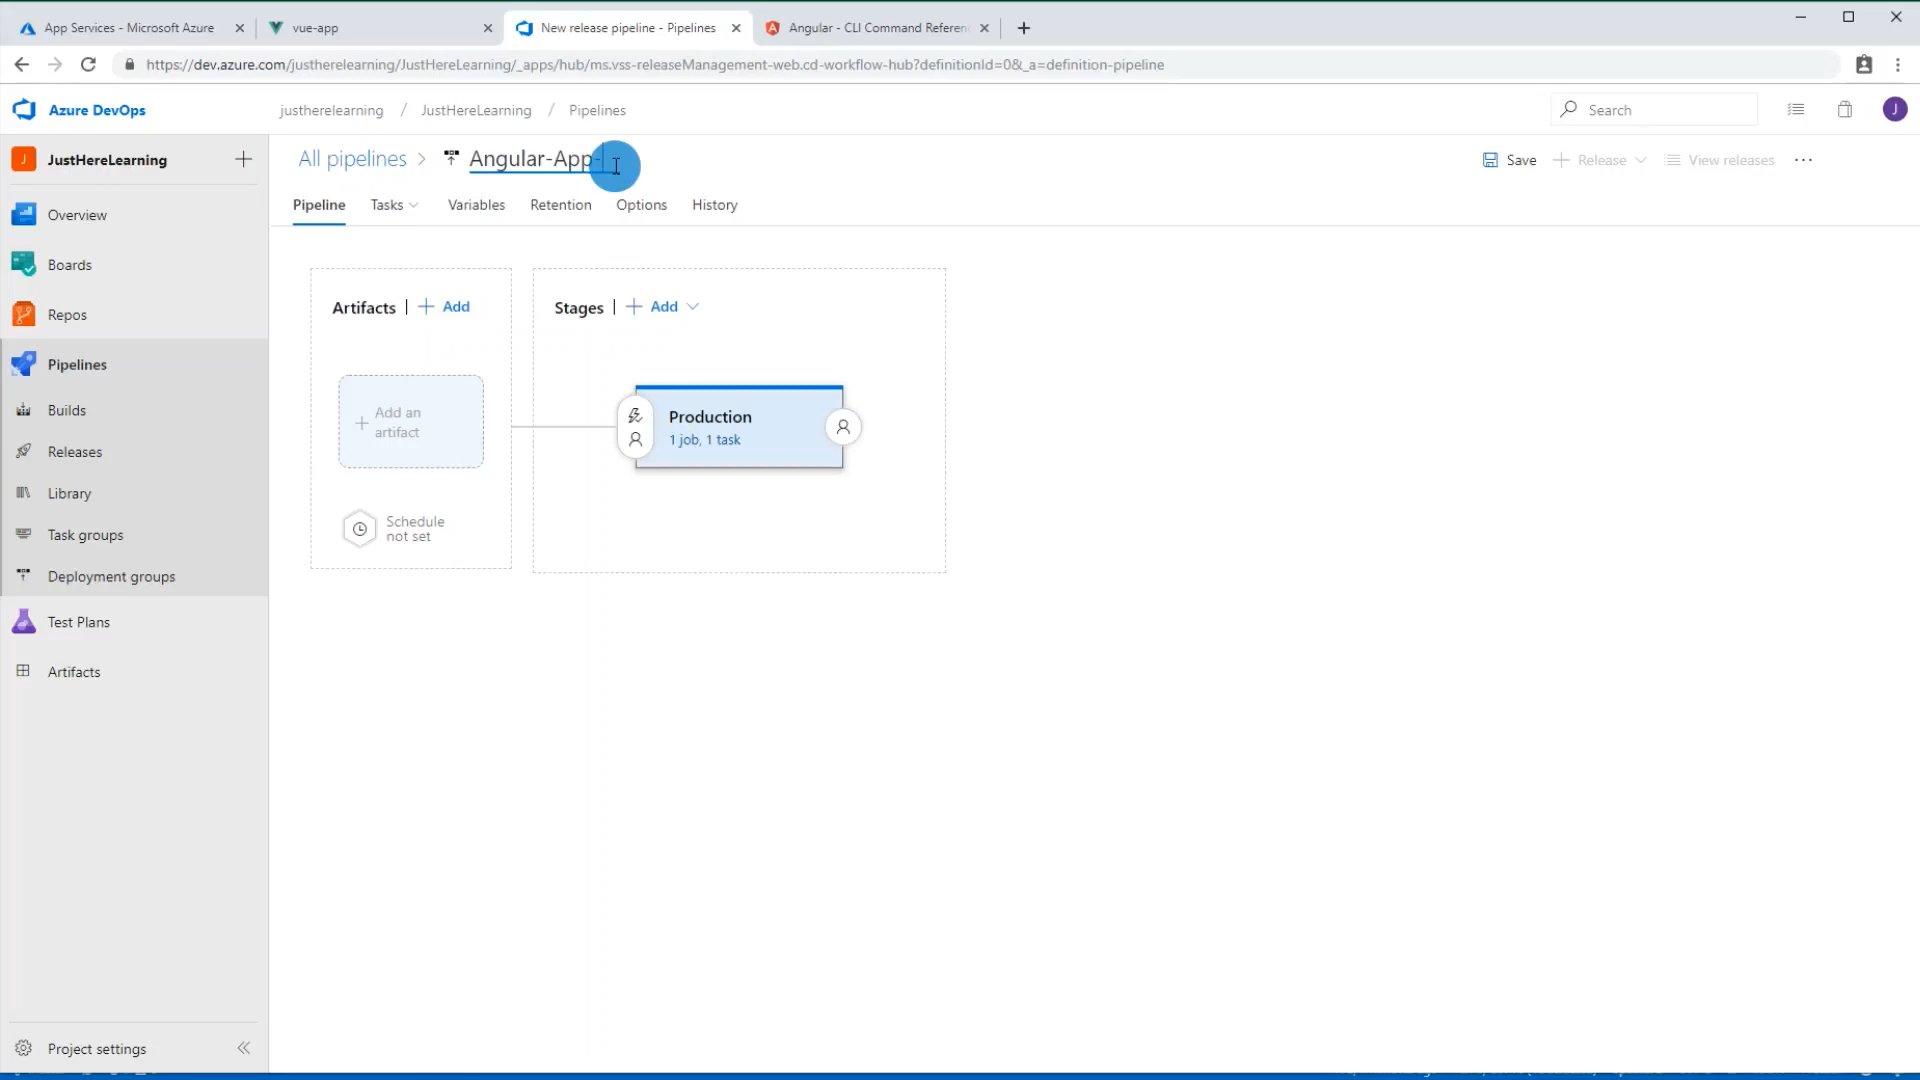 App Services - Microsoft Azure
vue-app
New release pipeline - Pipelines
Angular - CLI Command Referen
https://dev.azure.com/justherelearning/JustHereLearning/_apps/hub/ms.vss-releaseManagement-web.cd-workflow-hub?definitionId=0&_a=definition-pipeline
Azure DevOps
justherelearning / JustHereLearning / Pipelines
Search
J
J
JustHereLearning
All pipelines > Angular-App-
Save
Release
View releases
Pipeline
Tasks
Variables
Retention
Options
History
Overview
Boards
Repos
Pipelines
Builds
Releases
Library
Task groups
Deployment groups
Test Plans
Artifacts
Artifacts | + Add
Add an
artifact
Schedule
not set
Stages | + Add
Production
1 job, 1 task
Project settings